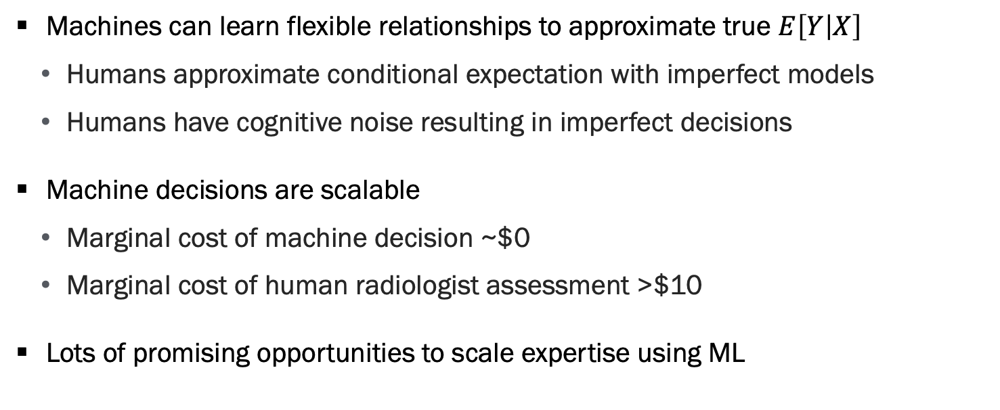 ▪ Machines can learn flexible relationships to approximate true E[Y|X]
• Humans approximate conditional expectation with imperfect models
• Humans have cognitive noise resulting in imperfect decisions
▪ Machine decisions are scalable
• Marginal cost of machine decision ~$0
• Marginal cost of human radiologist assessment >$10
▪ Lots of promising opportunities to scale expertise using ML